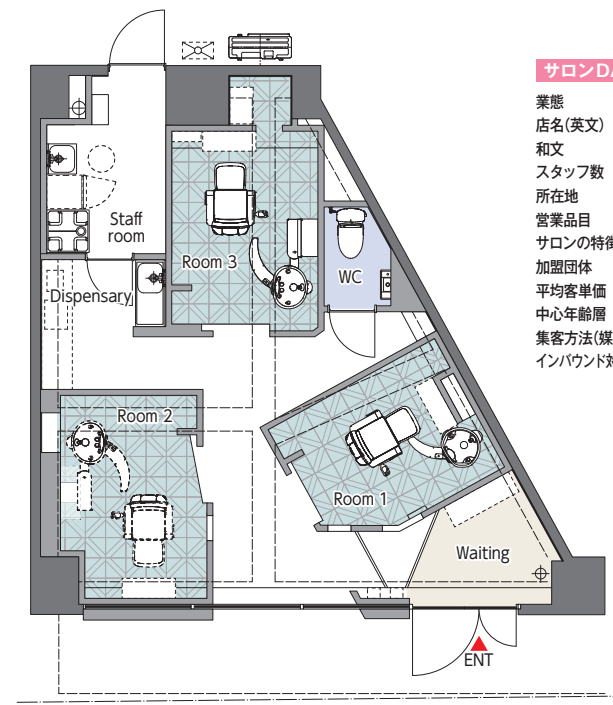 サロンDA
業態
店名(英文)
和文
スタッフ数
所在地
営業品目
サロンの特徴
加盟団体
平均客単価
中心年齢層
集客方法(媒
インバウンド対
Staff
room
Room 3
WC
Dispensary
Room 2
Room 1
Waiting
ENT